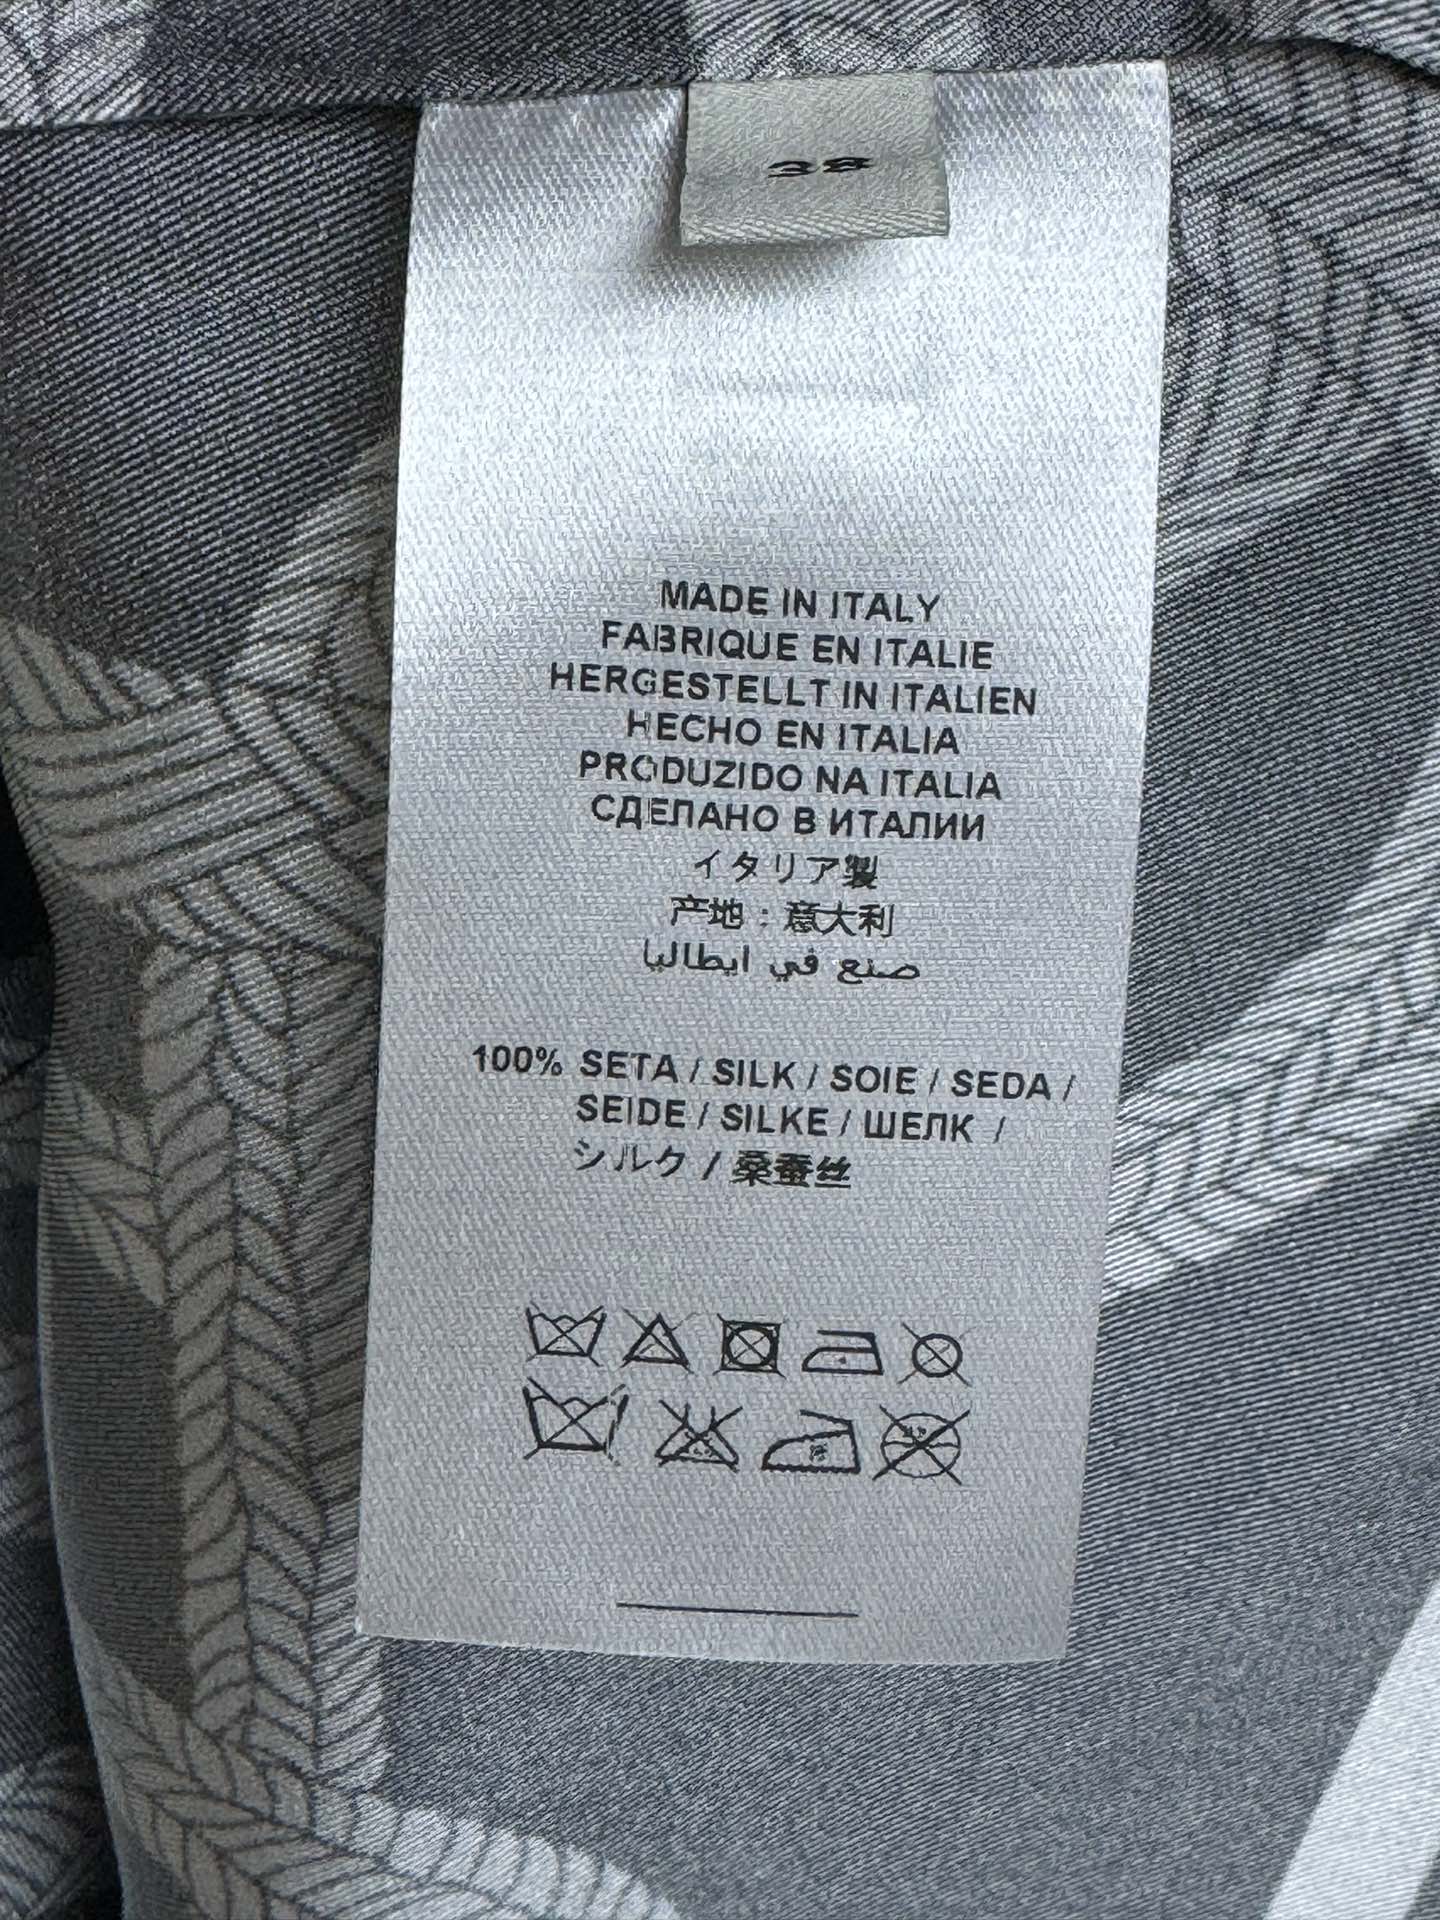 38
MADE IN ITALY
FABRIQUE EN ITALIE
HERGESTELLT IN ITALIEN
HECHO EN ITALIA
PRODUZIDO NA ITALIA
СДЕЛАНО В ИТАЛИИ
イタリア製
产地：意大利
صنع في ايطاليا
100% SETA / SILK / SOIE / SEDA /
SEIDE / SILKE / ШЕЛК /
シルク / 桑蚕丝